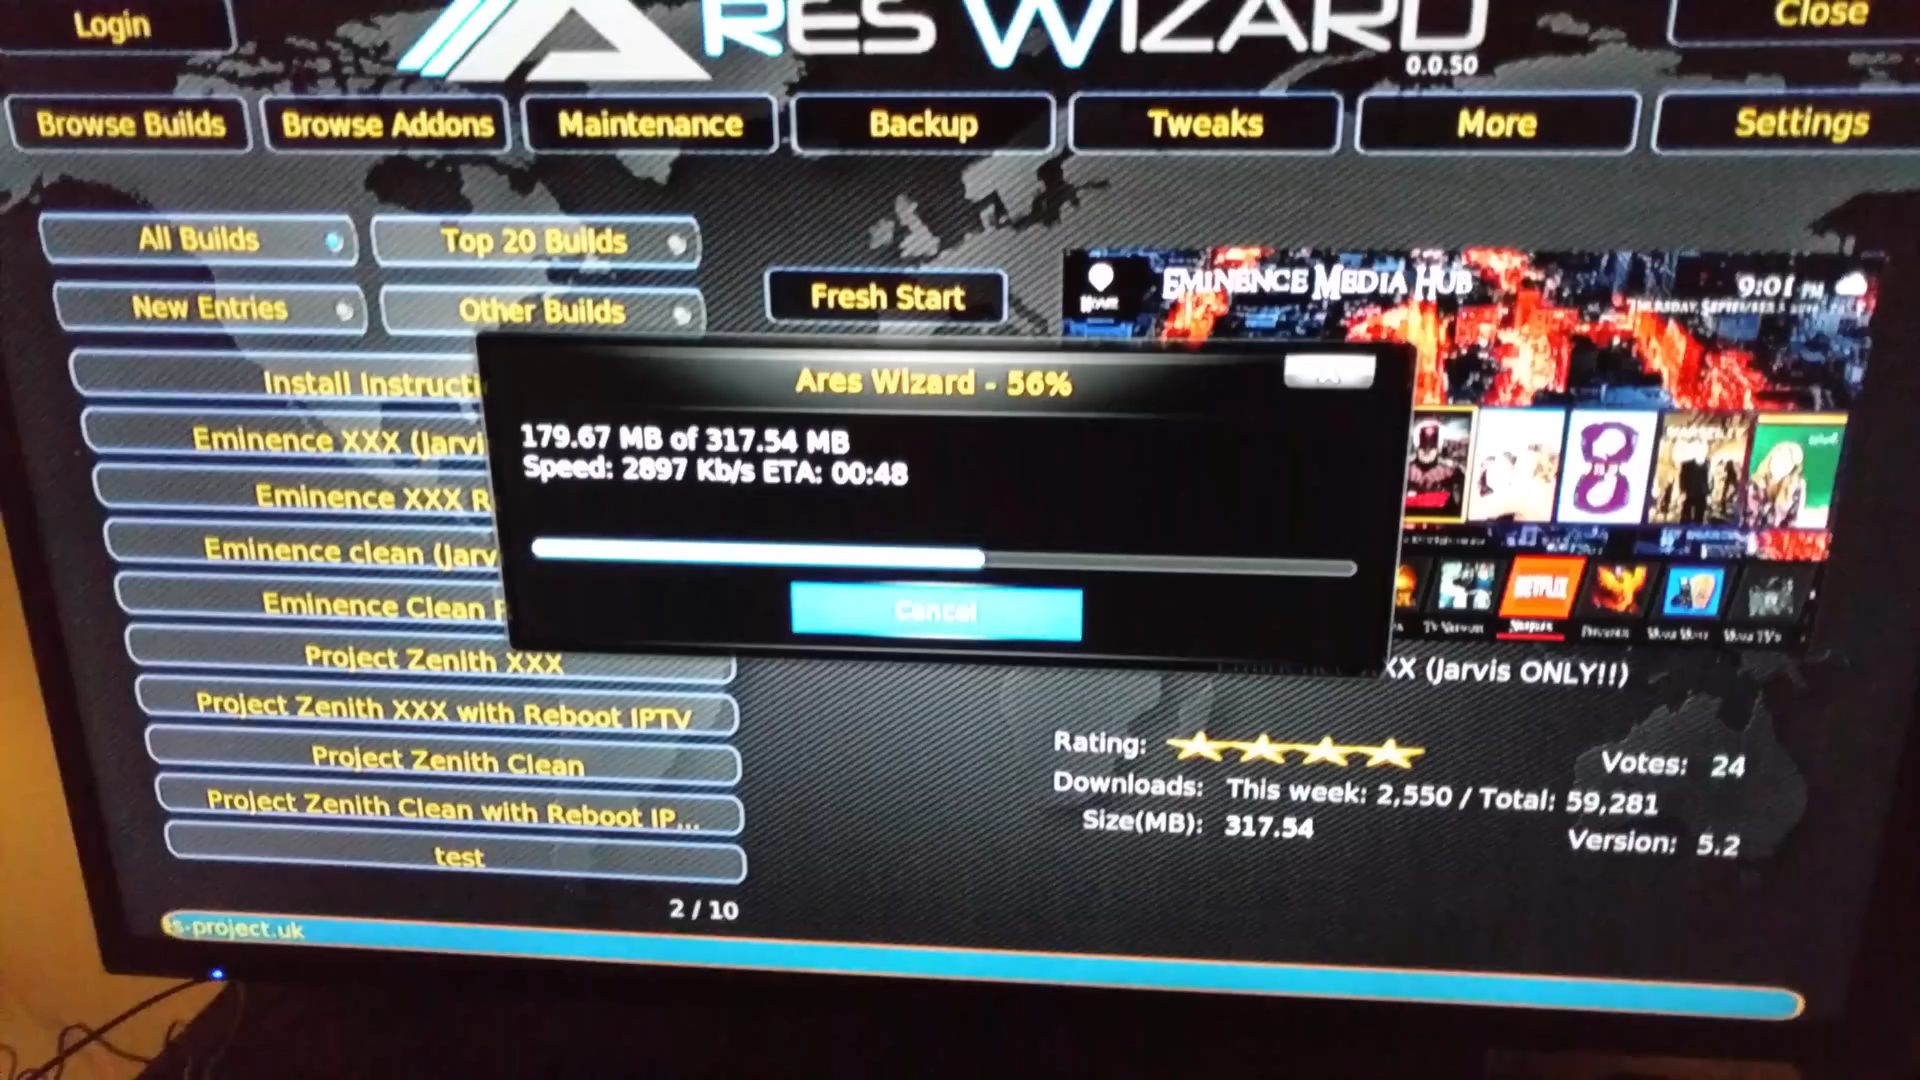 Login
ARES WIZARD
0.0.50
Close
Browse Builds
Browse Addons
Maintenance
Backup
Tweaks
More
Settings
All Builds
Top 20 Builds
New Entries
Other Builds
Fresh Start
EMINENCE MEDIA HUB
9:01 PM
Install Instructi
Eminence XXX (Jarvi
Eminence XXX R
Eminence clean (Jarv
Eminence Clean
Project Zenith XXX
Project Zenith XXX with Reboot IPTV
Project Zenith Clean
Project Zenith Clean with Reboot IP...
test
2 / 10
Ares Wizard - 56%
179.67 MB of 317.54 MB
Speed: 2897 Kb/s ETA: 00:48
Cancel
NETFLIX
XX (Jarvis ONLY!!)
Rating:
Votes: 24
Downloads: This week: 2,550 / Total: 59,281
Size(MB): 317.54
Version: 5.2
s-project.uk